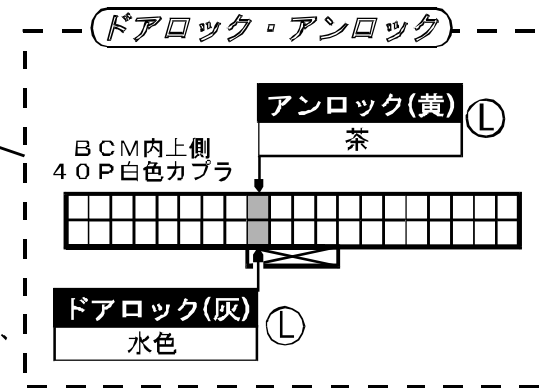 ドアロック・アンロック
アンロック(黄)
Ⓛ
茶
BCM内上側
40P白色カプラ
ドアロック(灰)
Ⓛ
水色
、